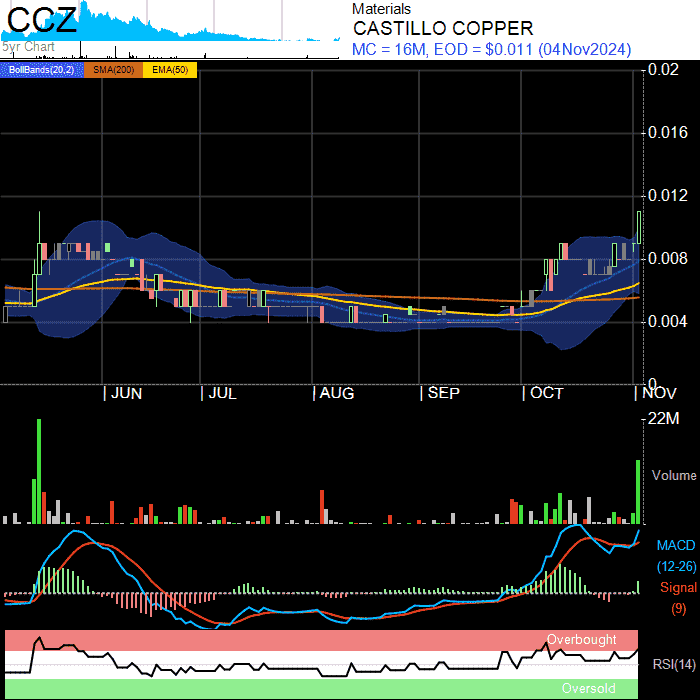 CCZ
5yr Chart
Materials
CASTILLO COPPER
MC = 16M, EOD = $0.011 (04Nov2024)
BollBands(20,2) SMA(200) EMA(50)
0.02
0.016
0.012
0.008
0.004
0
JUN JUL AUG SEP OCT NOV
22M
Volume
MACD
(12-26)
Signal
(9)
Overbought
RSI(14)
Oversold